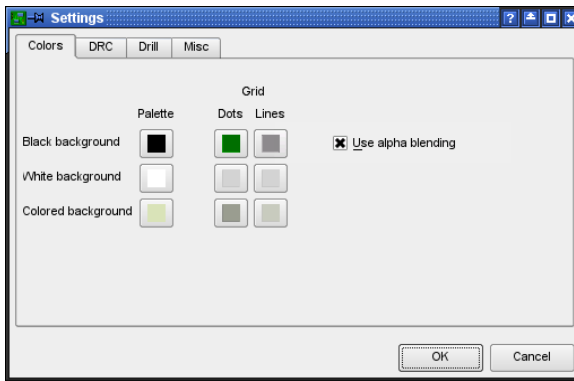 Settings
Colors DRC Drill Misc
Grid
Palette Dots Lines
Black background Use alpha blending
White background
Colored background
OK Cancel